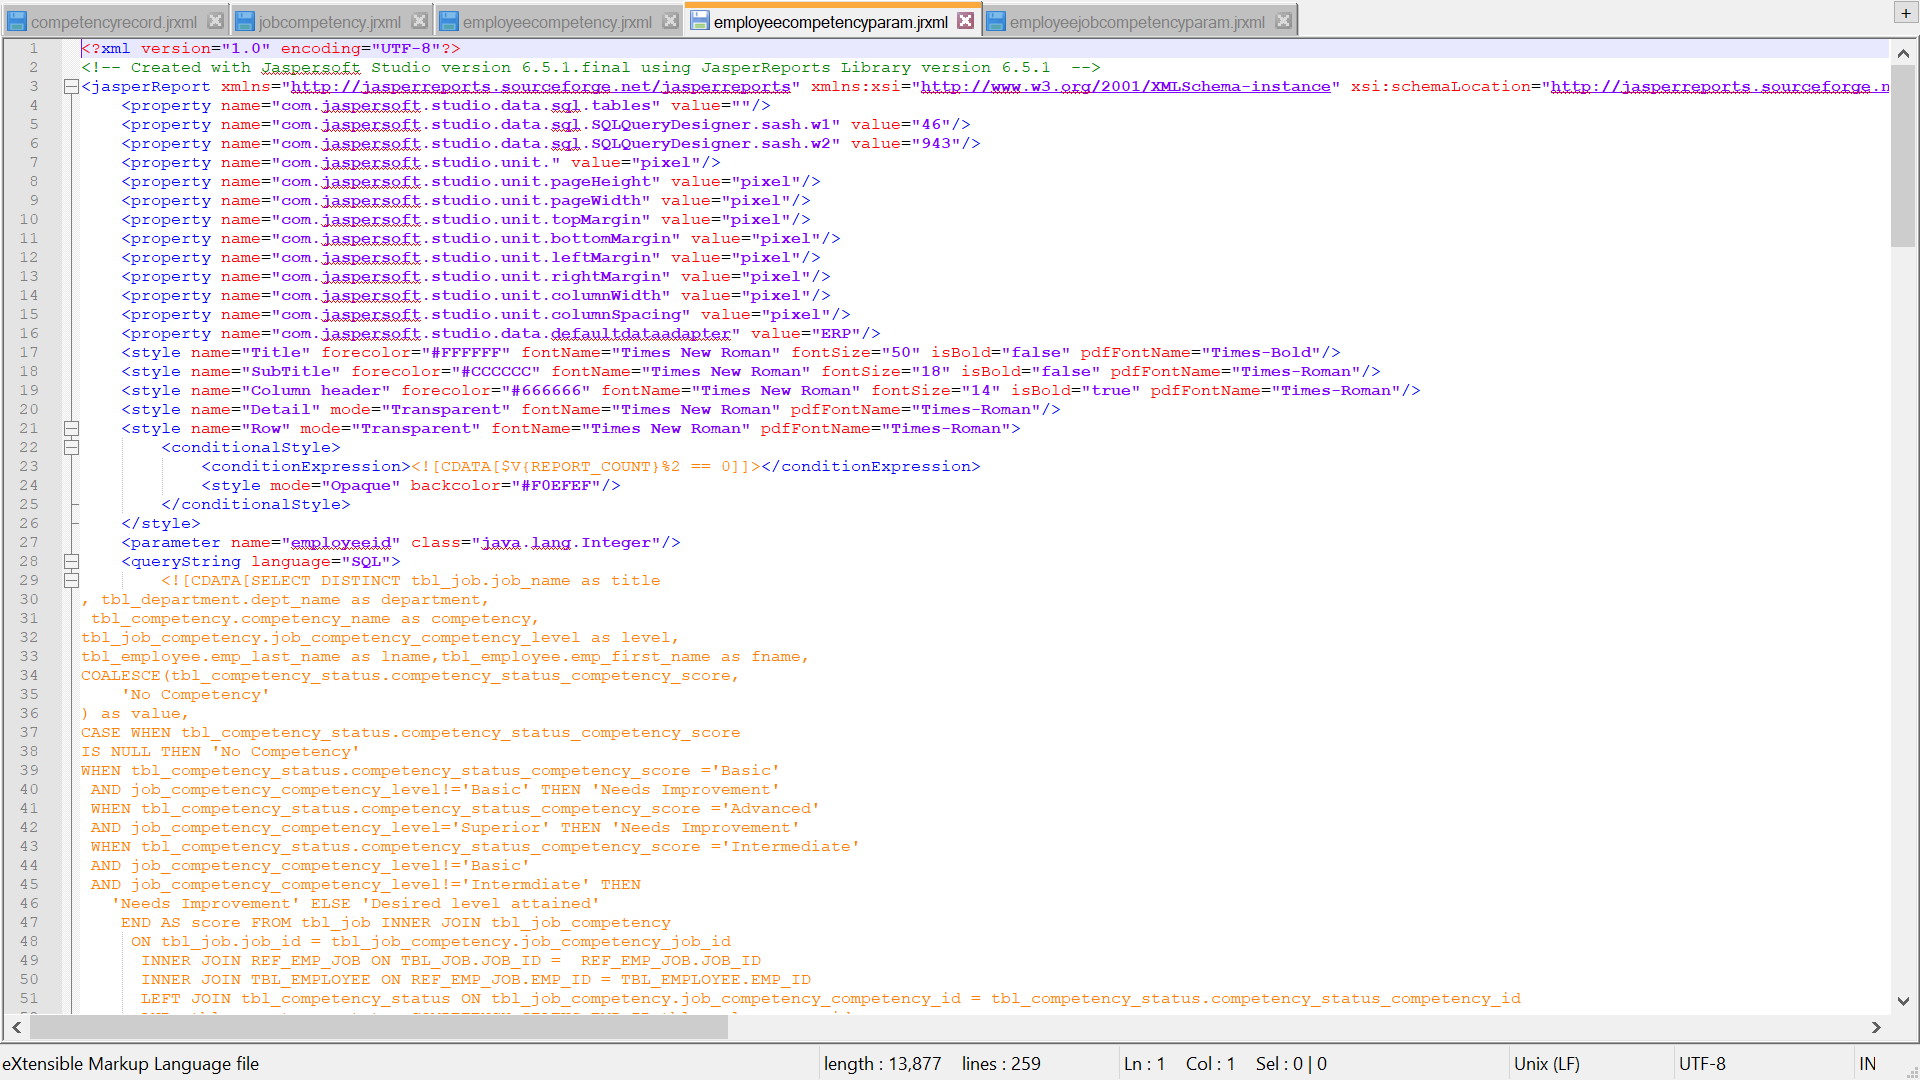 competencyrecord.jrxml jobcompetency.jrxml employeecompetency.jrxml employeecompetencyparam.jrxml employeejobcompetencyparam.jrxml
1 <?xml version="1.0" encoding="UTF-8"?>
2 <!-- Created with Jaspersoft Studio version 6.5.1.final using JasperReports Library version 6.5.1  -->
3 <jasperReport xmlns="http://jasperreports.sourceforge.net/jasperreports" xmlns:xsi="http://www.w3.org/2001/XMLSchema-instance" xsi:schemaLocation="http://jasperreports.sourceforge.n
4 <property name="com.jaspersoft.studio.data.sql.tables" value=""/>
5 <property name="com.jaspersoft.studio.data.sql.SQLQueryDesigner.sash.w1" value="46"/>
6 <property name="com.jaspersoft.studio.data.sql.SQLQueryDesigner.sash.w2" value="943"/>
7 <property name="com.jaspersoft.studio.unit." value="pixel"/>
8 <property name="com.jaspersoft.studio.unit.pageHeight" value="pixel"/>
9 <property name="com.jaspersoft.studio.unit.pageWidth" value="pixel"/>
10 <property name="com.jaspersoft.studio.unit.topMargin" value="pixel"/>
11 <property name="com.jaspersoft.studio.unit.bottomMargin" value="pixel"/>
12 <property name="com.jaspersoft.studio.unit.leftMargin" value="pixel"/>
13 <property name="com.jaspersoft.studio.unit.rightMargin" value="pixel"/>
14 <property name="com.jaspersoft.studio.unit.columnWidth" value="pixel"/>
15 <property name="com.jaspersoft.studio.unit.columnSpacing" value="pixel"/>
16 <property name="com.jaspersoft.studio.data.defaultdataadapter" value="ERP"/>
17 <style name="Title" forecolor="#FFFFFF" fontName="Times New Roman" fontSize="50" isBold="false" pdfFontName="Times-Bold"/>
18 <style name="SubTitle" forecolor="#CCCCCC" fontName="Times New Roman" fontSize="18" isBold="false" pdfFontName="Times-Roman"/>
19 <style name="Column header" forecolor="#666666" fontName="Times New Roman" fontSize="14" isBold="true" pdfFontName="Times-Roman"/>
20 <style name="Detail" mode="Transparent" fontName="Times New Roman" pdfFontName="Times-Roman"/>
21 <style name="Row" mode="Transparent" fontName="Times New Roman" pdfFontName="Times-Roman">
22 <conditionalStyle>
23 <conditionExpression><![CDATA[$V{REPORT_COUNT}%2 == 0]]></conditionExpression>
24 <style mode="Opaque" backcolor="#F0EFEF"/>
25 </conditionalStyle>
26 </style>
27 <parameter name="employeeid" class="java.lang.Integer"/>
28 <queryString language="SQL">
29 <![CDATA[SELECT DISTINCT tbl_job.job_name as title
30 , tbl_department.dept_name as department,
31 tbl_competency.competency_name as competency,
32 tbl_job_competency.job_competency_competency_level as level,
33 tbl_employee.emp_last_name as lname,tbl_employee.emp_first_name as fname,
34 COALESCE(tbl_competency_status.competency_status_competency_score,
35 'No Competency'
36 ) as value,
37 CASE WHEN tbl_competency_status.competency_status_competency_score
38 IS NULL THEN 'No Competency'
39 WHEN tbl_competency_status.competency_status_competency_score ='Basic'
40 AND job_competency_competency_level!='Basic' THEN 'Needs Improvement'
41 WHEN tbl_competency_status.competency_status_competency_score ='Advanced'
42 AND job_competency_competency_level='Superior' THEN 'Needs Improvement'
43 WHEN tbl_competency_status.competency_status_competency_score ='Intermediate'
44 AND job_competency_competency_level!='Basic'
45 AND job_competency_competency_level!='Intermdiate' THEN
46 'Needs Improvement' ELSE 'Desired level attained'
47 END AS score FROM tbl_job INNER JOIN tbl_job_competency
48 ON tbl_job.job_id = tbl_job_competency.job_competency_job_id
49 INNER JOIN REF_EMP_JOB ON TBL_JOB.JOB_ID =  REF_EMP_JOB.JOB_ID
50 INNER JOIN TBL_EMPLOYEE ON REF_EMP_JOB.EMP_ID = TBL_EMPLOYEE.EMP_ID
51 LEFT JOIN tbl_competency_status ON tbl_job_competency.job_competency_competency_id = tbl_competency_status.competency_status_competency_id
eXtensible Markup Language file length : 13,877 lines : 259 Ln : 1 Col : 1 Sel : 0 | 0 Unix (LF) UTF-8 IN